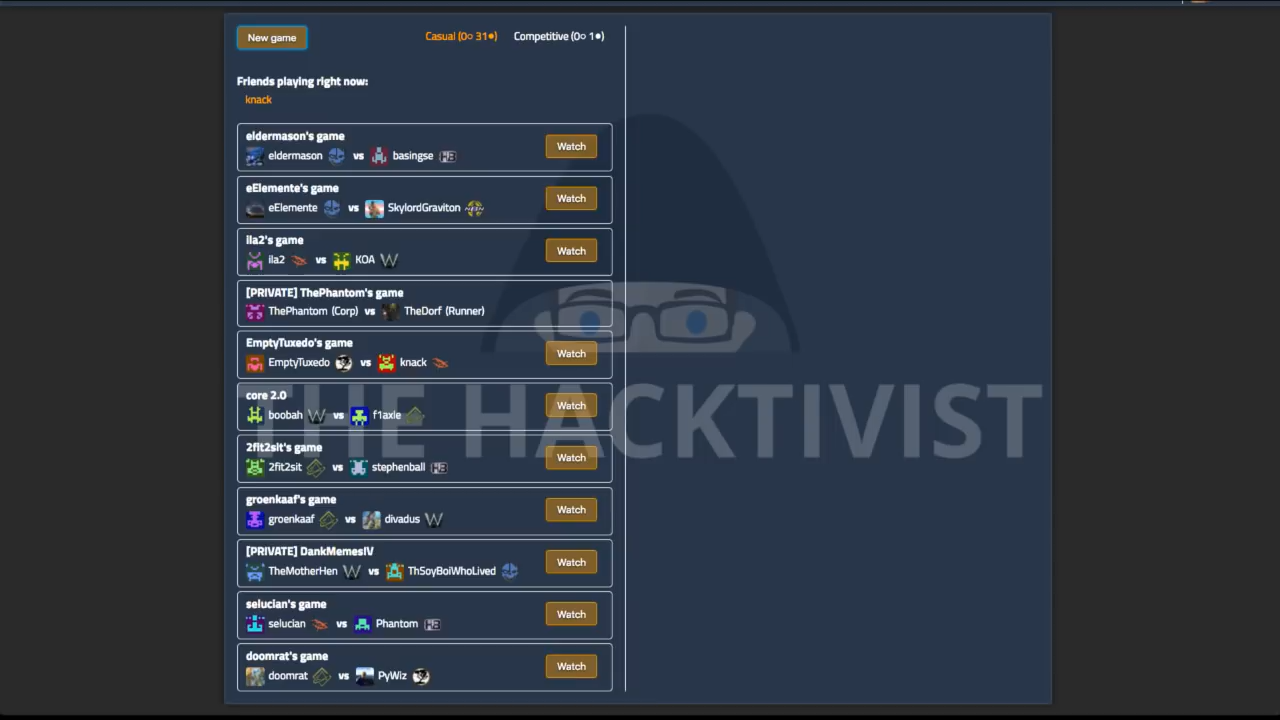 New game
Casual (0○ 31●) Competitive (0○ 1●)
Friends playing right now:
knack
eldermason's game
eldermason vs basingse
Watch
eElemente's game
eElemente vs SkylordGraviton
Watch
ila2's game
ila2 vs KOA
Watch
[PRIVATE] ThePhantom's game
ThePhantom (Corp) vs TheDorf (Runner)
EmptyTuxedo's game
EmptyTuxedo vs knack
Watch
core 2.0
boobah vs f1axle
Watch
2fit2sit's game
2fit2sit vs stephenball
Watch
groenkaaf's game
groenkaaf vs divadus
Watch
[PRIVATE] DankMemesIV
TheMotherHen vs ThSoyBoiWhoLived
Watch
selucian's game
selucian vs Phantom
Watch
doomrat's game
doomrat vs PyWiz
Watch
THE HACKTIVIST